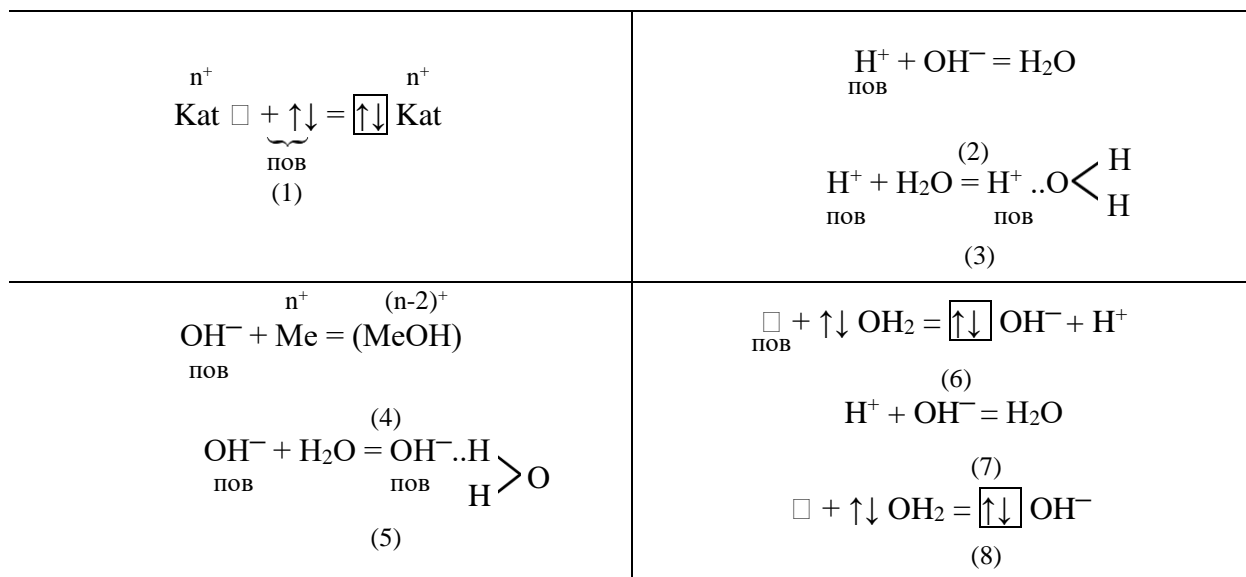 n⁺ n⁺
Kat □ + ↑↓ = ↑↓ Kat
пов
(1)
H⁺ + OH⁻ = H₂O
пов
(2)
H⁺ + H₂O = H⁺ ..O< H H
пов пов
(3)
n⁺ (n-2)⁺
OH⁻ + Me = (MeOH)
пов
(4)
OH⁻ + H₂O = OH⁻..H H >O
пов пов
(5)
□ + ↑↓ OH₂ = ↑↓ OH⁻ + H⁺
пов
(6)
H⁺ + OH⁻ = H₂O
(7)
□ + ↑↓ OH₂ = ↑↓ OH⁻
(8)